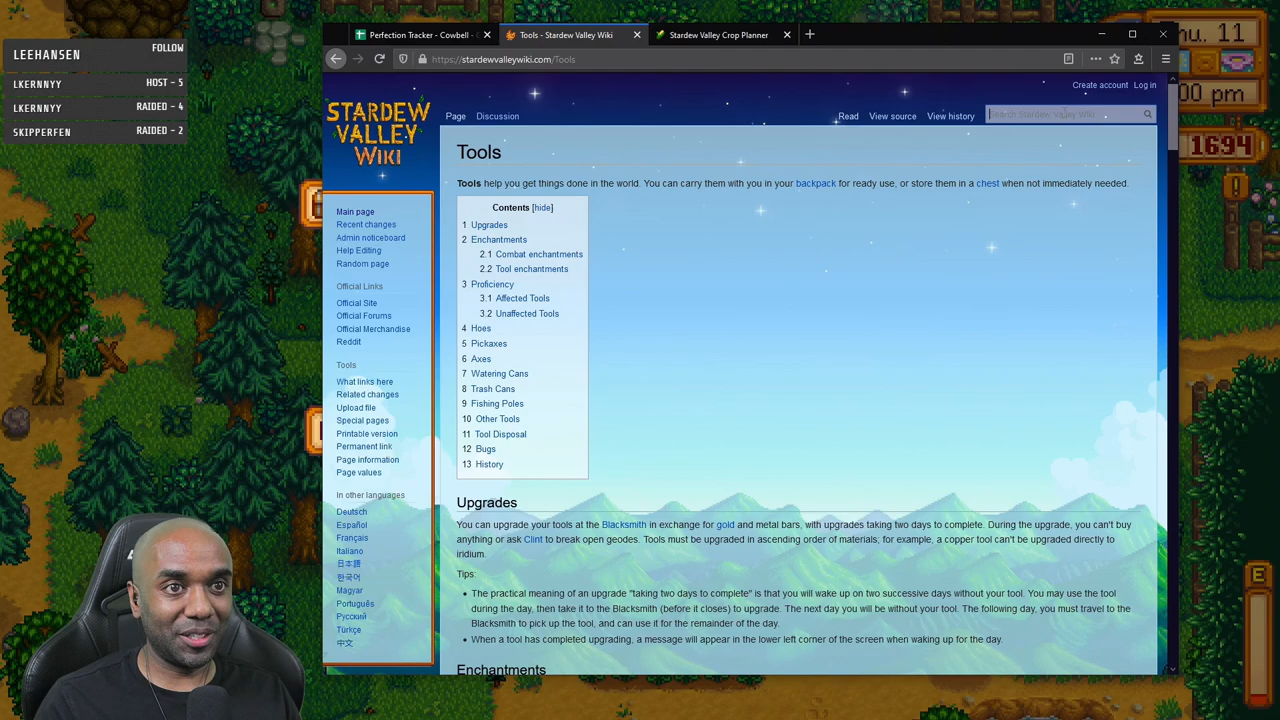 LEEHANSEN FOLLOW
LKERNNYY HOST - 5
LKERNNYY RAIDED - 4
SKIPPERFEN RAIDED - 2
Perfection Tracker - Cowbell -
Tools - Stardew Valley Wiki
Stardew Valley Crop Planner
https://stardewvalleywiki.com/Tools
nu. 11
00 pm
1694
E
Create account Log in
STARDEW
VALLEY
WIKI
Page Discussion Read View source View history Search Stardew Valley Wiki
Main page
Recent changes
Admin noticeboard
Help Editing
Random page
Official Links
Official Site
Official Forums
Official Merchandise
Reddit
Tools
What links here
Related changes
Upload file
Special pages
Printable version
Permanent link
Page information
Page values
In other languages
Deutsch
Español
Français
Italiano
日本語
한국어
Magyar
Português
Русский
Türkçe
中文
Tools
Tools help you get things done in the world. You can carry them with you in your backpack for ready use, or store them in a chest when not immediately needed.
Contents [hide]
1 Upgrades
2 Enchantments
2.1 Combat enchantments
2.2 Tool enchantments
3 Proficiency
3.1 Affected Tools
3.2 Unaffected Tools
4 Hoes
5 Pickaxes
6 Axes
7 Watering Cans
8 Trash Cans
9 Fishing Poles
10 Other Tools
11 Tool Disposal
12 Bugs
13 History
Upgrades
You can upgrade your tools at the Blacksmith in exchange for gold and metal bars, with upgrades taking two days to complete. During the upgrade, you can't buy
anything or ask Clint to break open geodes. Tools must be upgraded in ascending order of materials, for example, a copper tool can't be upgraded directly to
iridium.
Tips:
• The practical meaning of an upgrade "taking two days to complete" is that you will wake up on two successive days without your tool. You may use the tool
during the day, then take it to the Blacksmith (before it closes) to upgrade. The next day you will be without your tool. The following day, you must travel to the
Blacksmith to pick up the tool, and can use it for the remainder of the day.
• When a tool has completed upgrading, a message will appear in the lower left corner of the screen when waking up for the day.
Enchantments